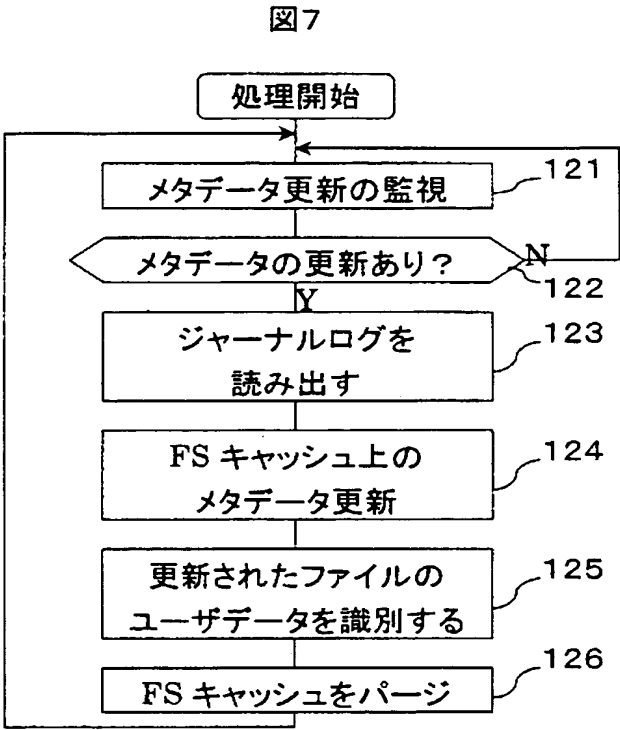 図7
処理開始
メタデータ更新の監視
121
メタデータの更新あり?
N
122
Y
ジャーナルログを
読み出す
123
FS キャッシュ上の
メタデータ更新
124
更新されたファイルの
ユーザデータを識別する
125
FS キャッシュをパージ
126